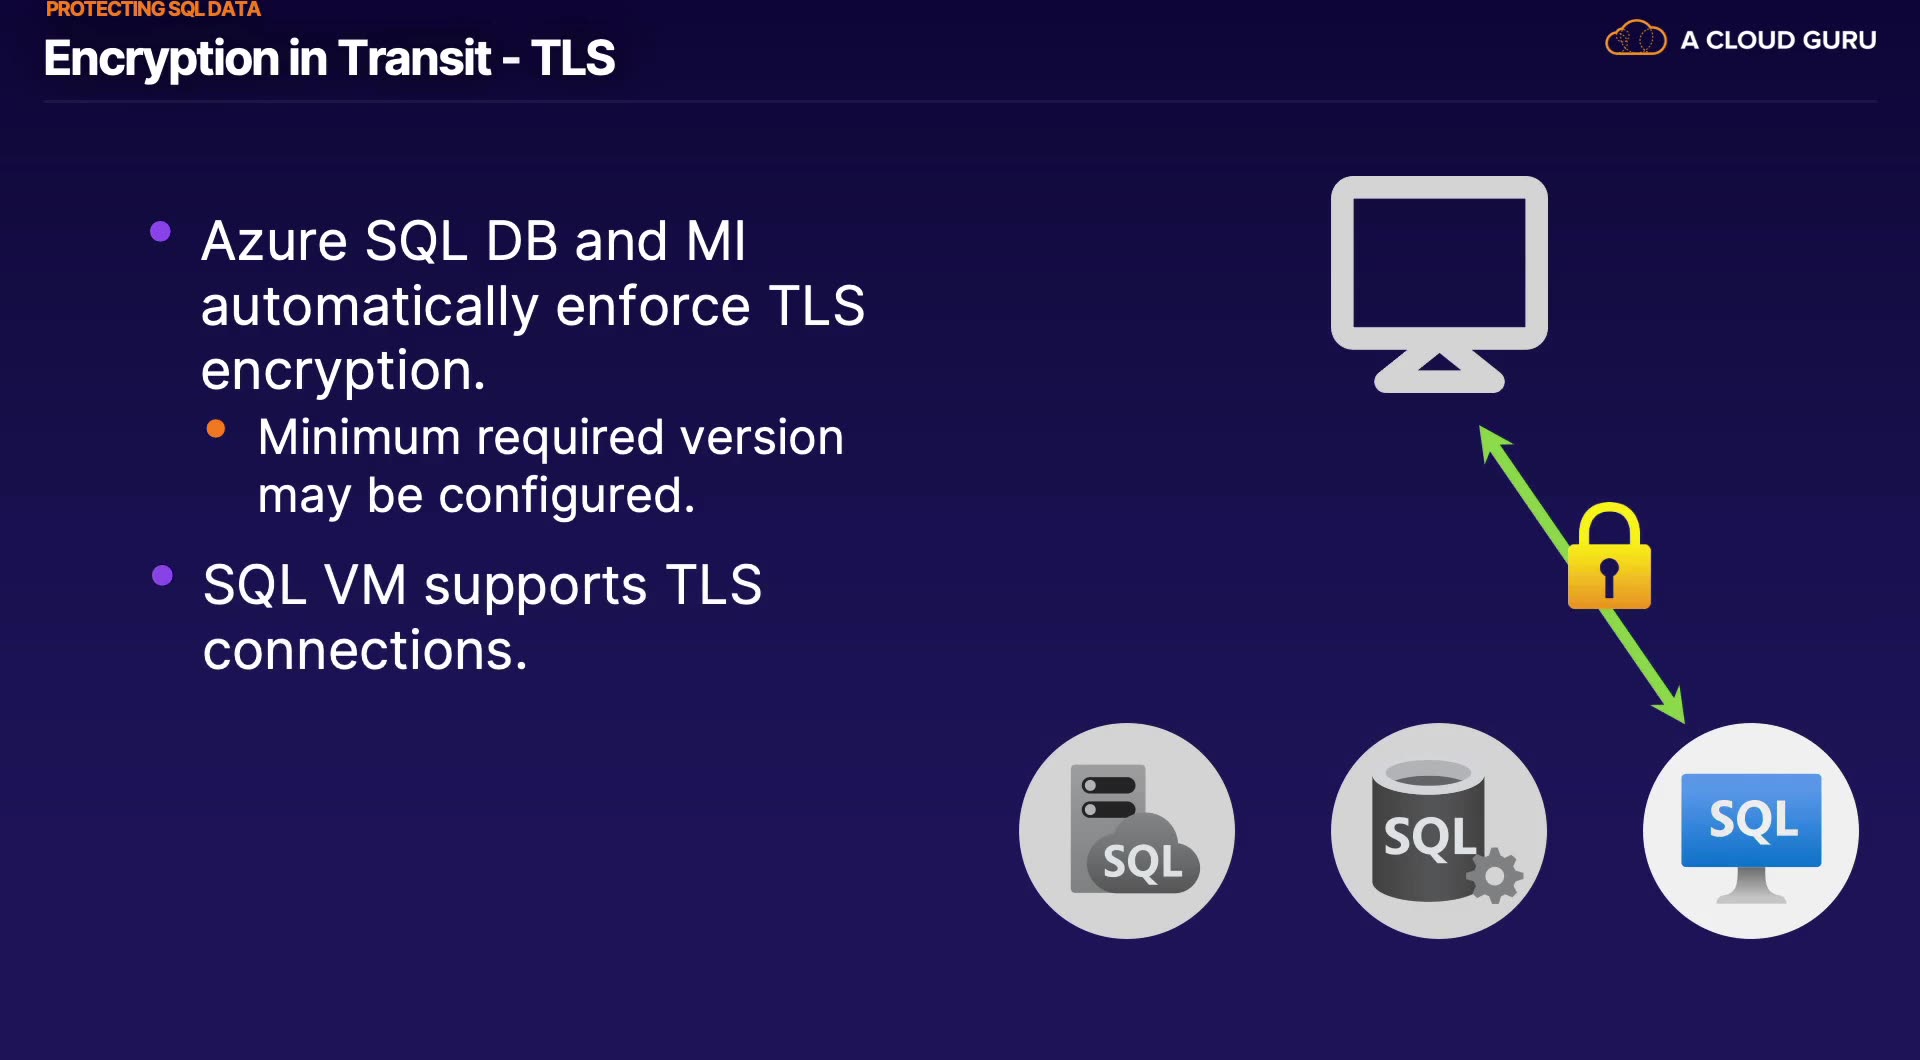 PROTECTING SQL DATA
Encryption in Transit - TLS
A CLOUD GURU
Azure SQL DB and MI
automatically enforce TLS
encryption.
Minimum required version
may be configured.
SQL VM supports TLS
connections.
SQL
SQL
SQL